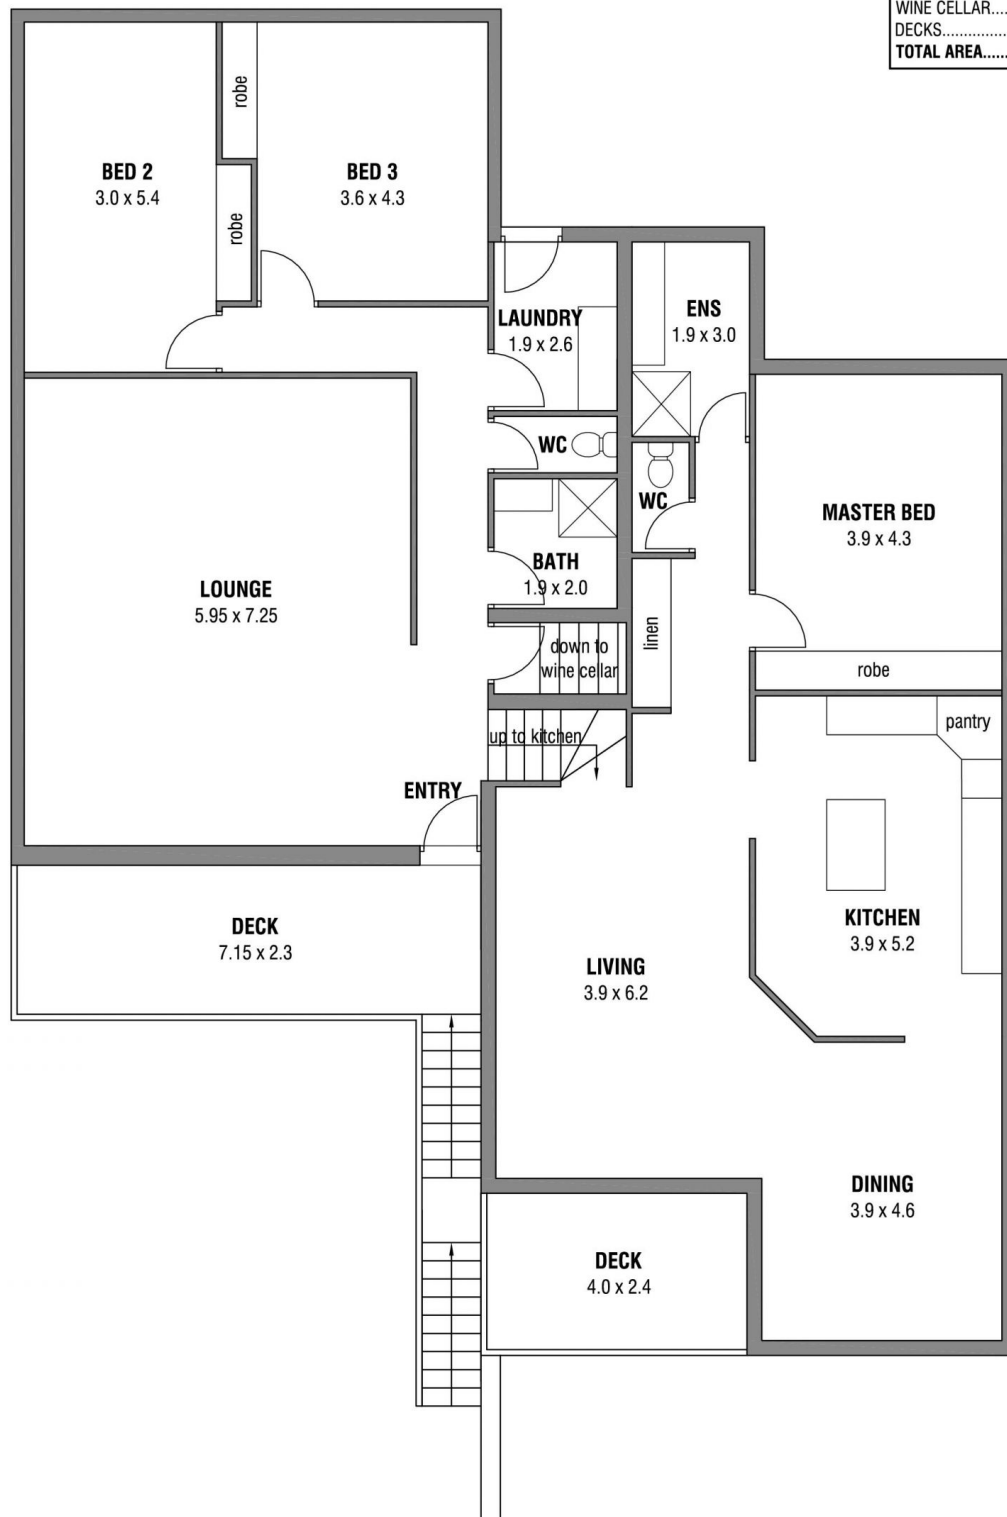 WINE CELLAR....
DECKS...............
TOTAL AREA......
robe
BED 2
3.0 x 5.4
BED 3
3.6 x 4.3
robe
LAUNDRY
1.9 x 2.6
ENS
1.9 x 3.0
WC
WC
MASTER BED
3.9 x 4.3
BATH
1.9 x 2.0
LOUNGE
5.95 x 7.25
linen
down to
wine cellar
robe
up to kitchen
pantry
ENTRY
KITCHEN
3.9 x 5.2
DECK
7.15 x 2.3
LIVING
3.9 x 6.2
DINING
3.9 x 4.6
DECK
4.0 x 2.4